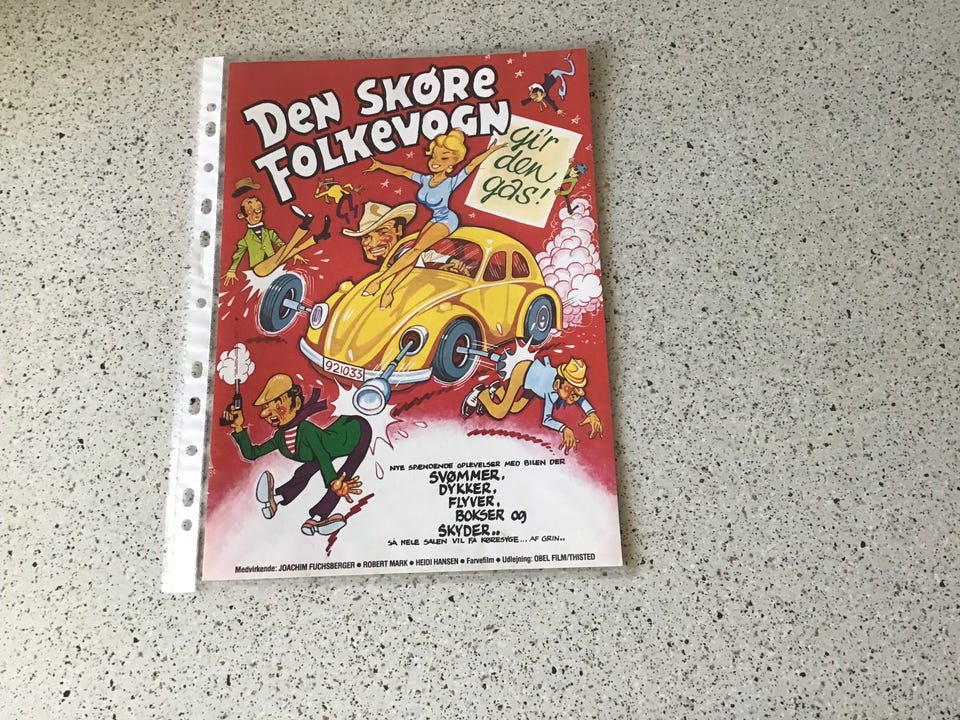 Den SKØRe
FOLKeVOGN
gi'r
den
gas!
921033
NYE SPÆNDENDE OPLEVELSER MED BILEN DER
SVØMMER,
DYKKER,
FLYVER,
BOKSER og
SKYDER..
SÅ HELE SALEN VIL FÅ KØRESYGE... AF GRIN..
Medvirkende: JOACHIM FUCHSBERGER ● ROBERT MARK ● HEIDI HANSEN ● Farvefilm ● Udlejning: OBEL FILM/THISTED